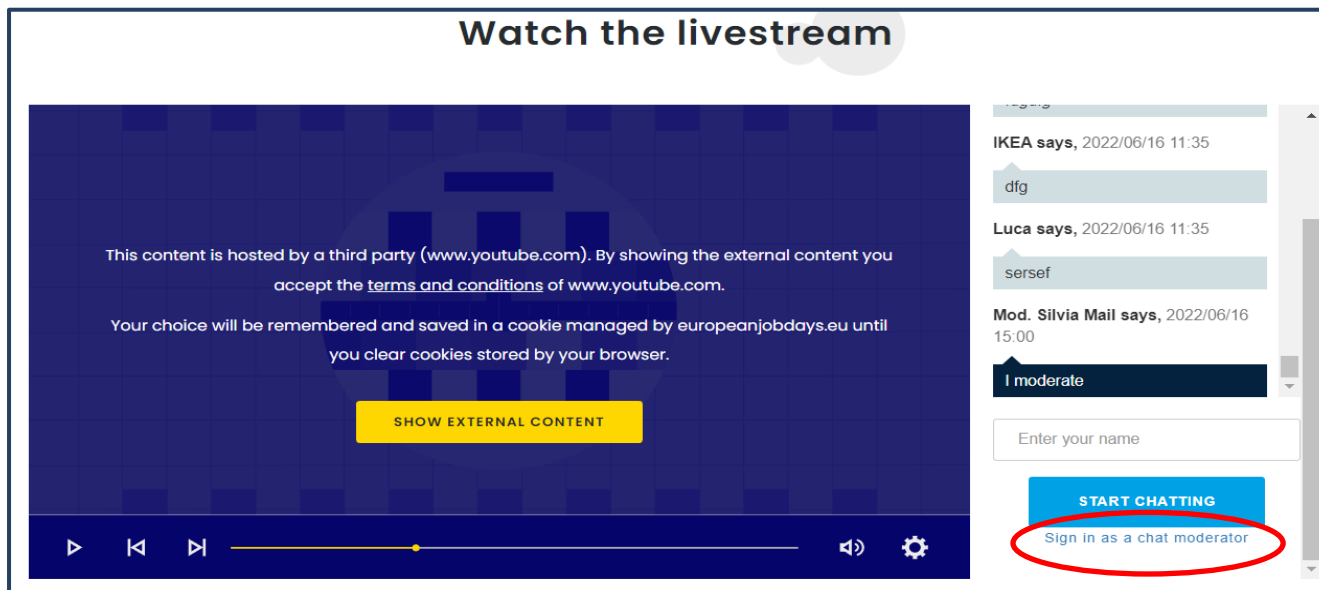 Watch the livestream
This content is hosted by a third party (www.youtube.com). By showing the external content you
accept the terms and conditions of www.youtube.com.
Your choice will be remembered and saved in a cookie managed by europeanjobdays.eu until
you clear cookies stored by your browser.
SHOW EXTERNAL CONTENT
IKEA says, 2022/06/16 11:35
dfg
Luca says, 2022/06/16 11:35
sersef
Mod. Silvia Mail says, 2022/06/16
15:00
I moderate
Enter your name
START CHATTING
Sign in as a chat moderator